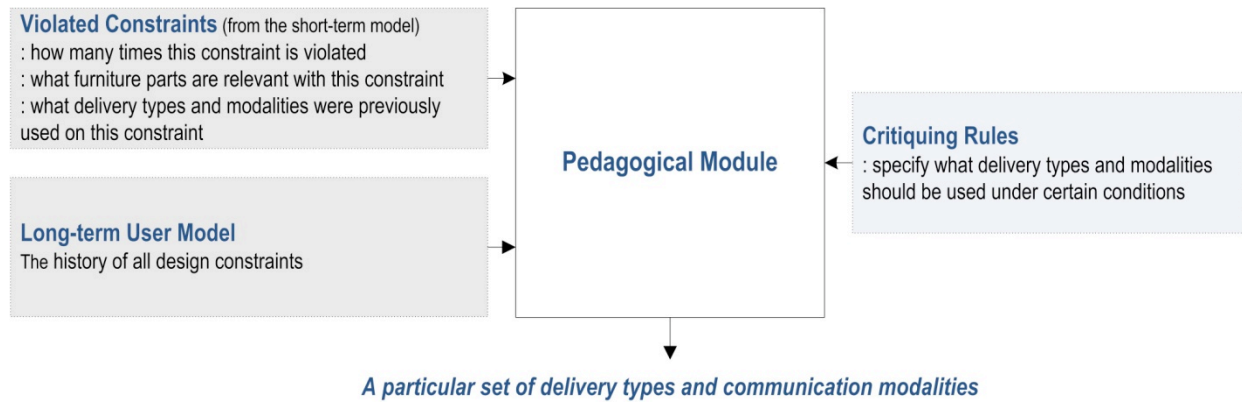 Violated Constraints (from the short-term model)
: how many times this constraint is violated
: what furniture parts are relevant with this constraint
: what delivery types and modalities were previously
used on this constraint
Long-term User Model
The history of all design constraints
Pedagogical Module
Critiquing Rules
: specify what delivery types and modalities
should be used under certain conditions
A particular set of delivery types and communication modalities